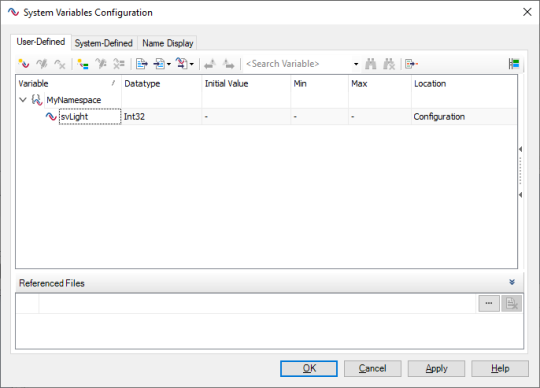 System Variables Configuration
User-Defined System-Defined Name Display
<Search Variable>
Variable / Datatype Initial Value Min Max Location
MyNamespace
svLight Int32 - - - Configuration
Referenced Files
...
OK Cancel Apply Help